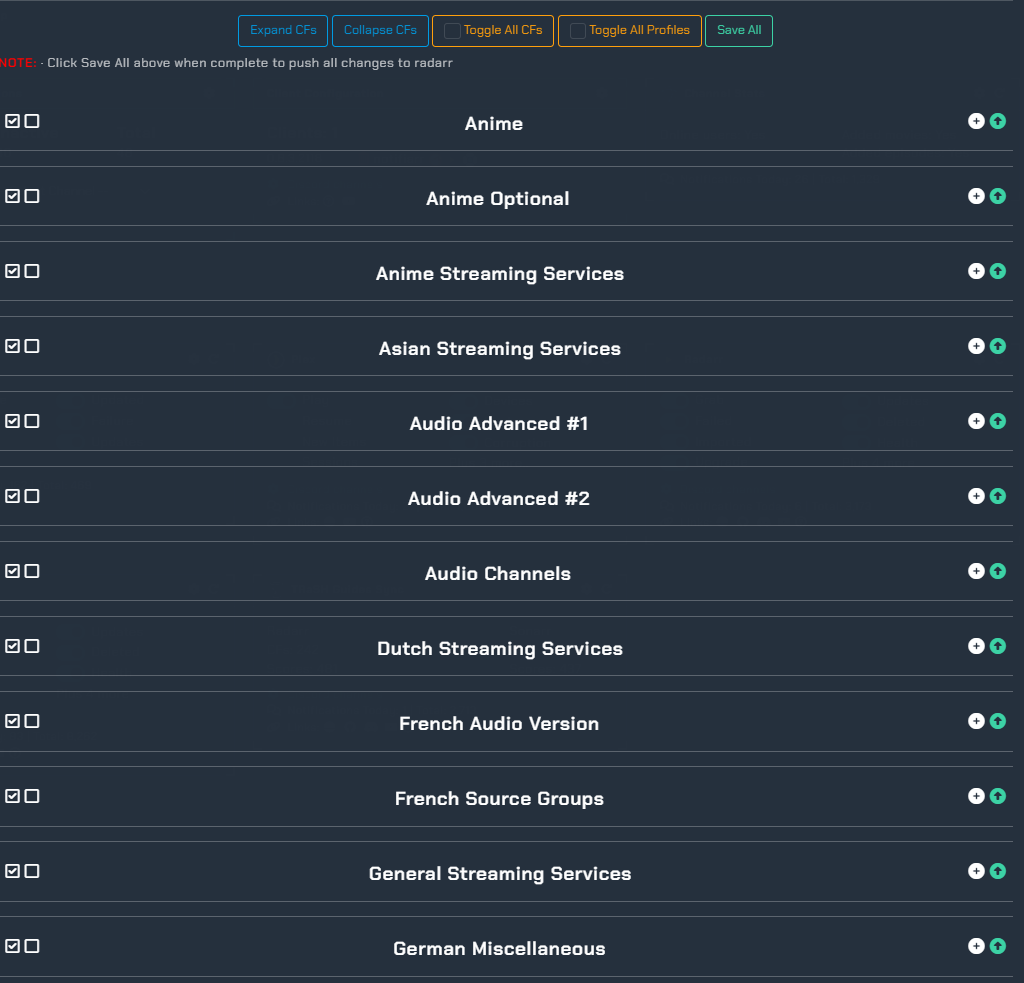 Expand CFs Collapse CFs Toggle All CFs Toggle All Profiles Save All
NOTE: - Click Save All above when complete to push all changes to radarr
Anime
Anime Optional
Anime Streaming Services
Asian Streaming Services
Audio Advanced #1
Audio Advanced #2
Audio Channels
Dutch Streaming Services
French Audio Version
French Source Groups
General Streaming Services
German Miscellaneous